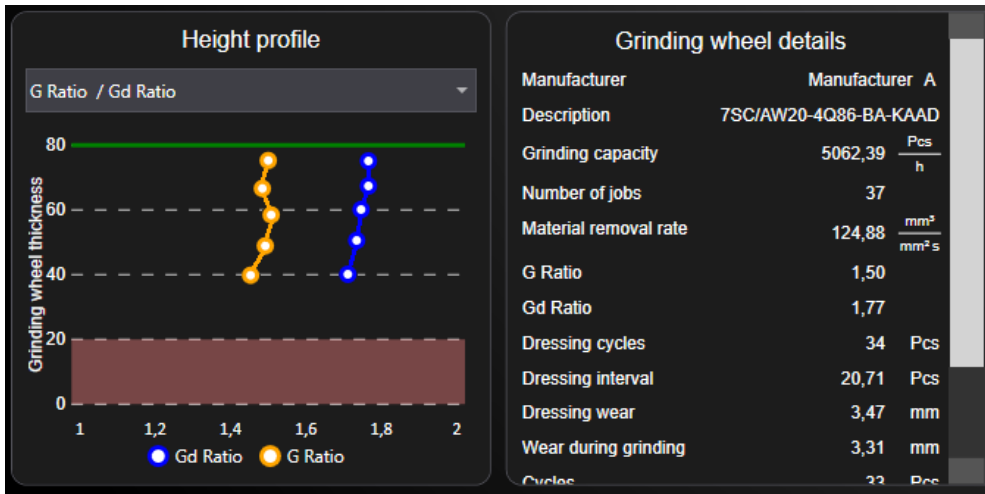 Height profile
G Ratio / Gd Ratio
Grinding wheel thickness
80
60
40
20
0
1 1,2 1,4 1,6 1,8 2
Gd Ratio G Ratio
Grinding wheel details
Manufacturer Manufacturer A
Description 7SC/AW20-4Q86-BA-KAAD
Grinding capacity 5062,39 Pcs/h
Number of jobs 37
Material removal rate 124,88 mm³/mm² s
G Ratio 1,50
Gd Ratio 1,77
Dressing cycles 34 Pcs
Dressing interval 20,71 Pcs
Dressing wear 3,47 mm
Wear during grinding 3,31 mm
Cycles 33 Pcs